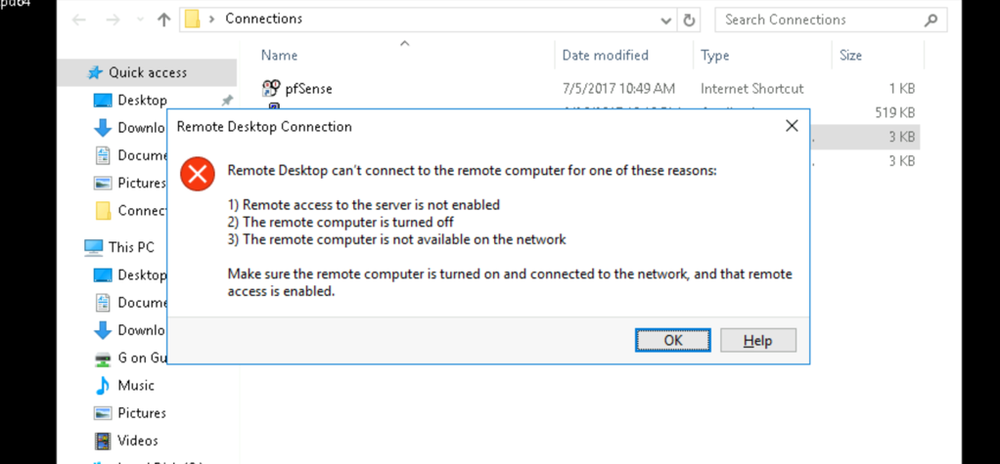 Connections
Search Connections
Name
Date modified
Type
Size
Quick access
pfSense
7/5/2017 10:49 AM
Internet Shortcut
1 KB
Desktop
519 KB
Remote Desktop Connection
Downlo
3 KB
Docume
3 KB
Remote Desktop can't connect to the remote computer for one of these reasons:
Pictures
1) Remote access to the server is not enabled
Connec
2) The remote computer is turned off
3) The remote computer is not available on the network
This PC
Desktop
Make sure the remote computer is turned on and connected to the network, and that remote
access is enabled.
Docume
Downlo
OK
Help
G on Gu
Music
Pictures
Videos